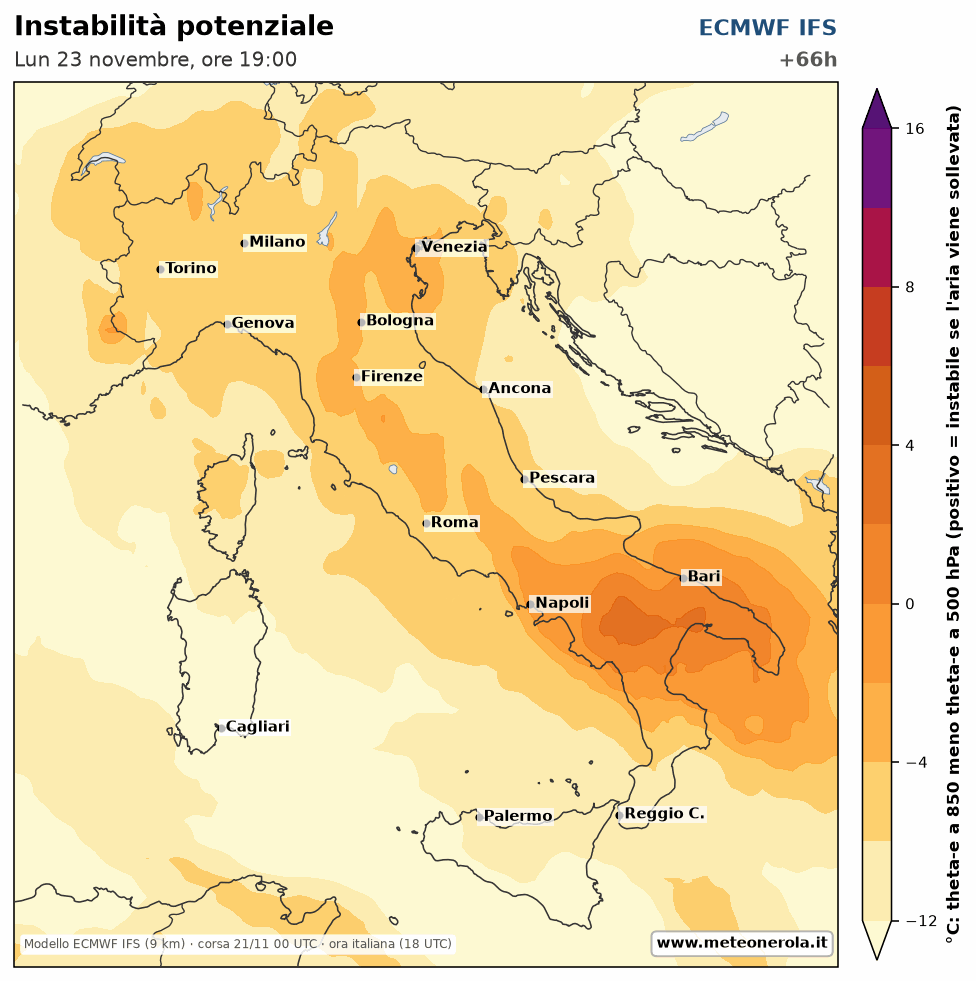 Instabilità potenziale
ECMWF IFS
Lun 23 novembre, ore 19:00
+66h
Milano
Venezia
Torino
Genova
Bologna
Firenze
Ancona
Pescara
Roma
Bari
Napoli
Cagliari
Palermo
Reggio C.
16
8
4
0
−4
−12
°C: theta-e a 850 meno theta-e a 500 hPa (positivo = instabile se l'aria viene sollevata)
Modello ECMWF IFS (9 km) · corsa 21/11 00 UTC · ora italiana (18 UTC)
www.meteonerola.it